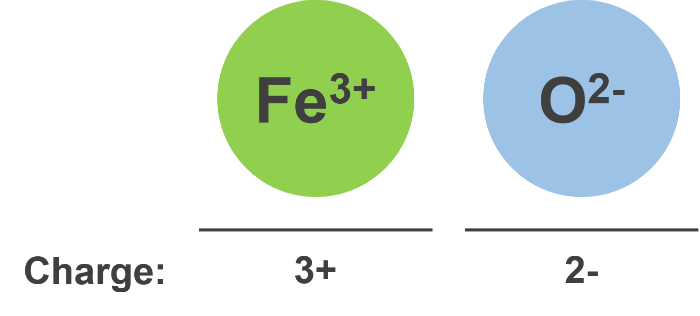 Fe³⁺ O²⁻
Charge: 3+ 2-